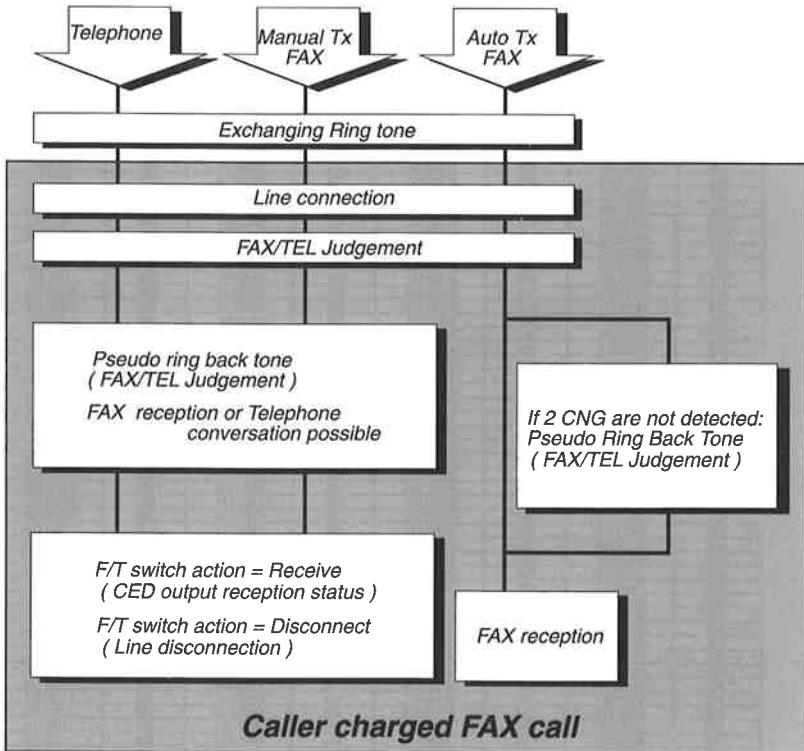 Telephone
Manual Tx
FAX
Auto Tx
FAX
Exchanging Ring tone
Line connection
FAX/TEL Judgement
Pseudo ring back tone
( FAX/TEL Judgement )
FAX reception or Telephone
conversation possible
If 2 CNG are not detected:
Pseudo Ring Back Tone
( FAX/TEL Judgement )
F/T switch action = Receive
( CED output reception status )
F/T switch action = Disconnect
( Line disconnection )
FAX reception
Caller charged FAX call